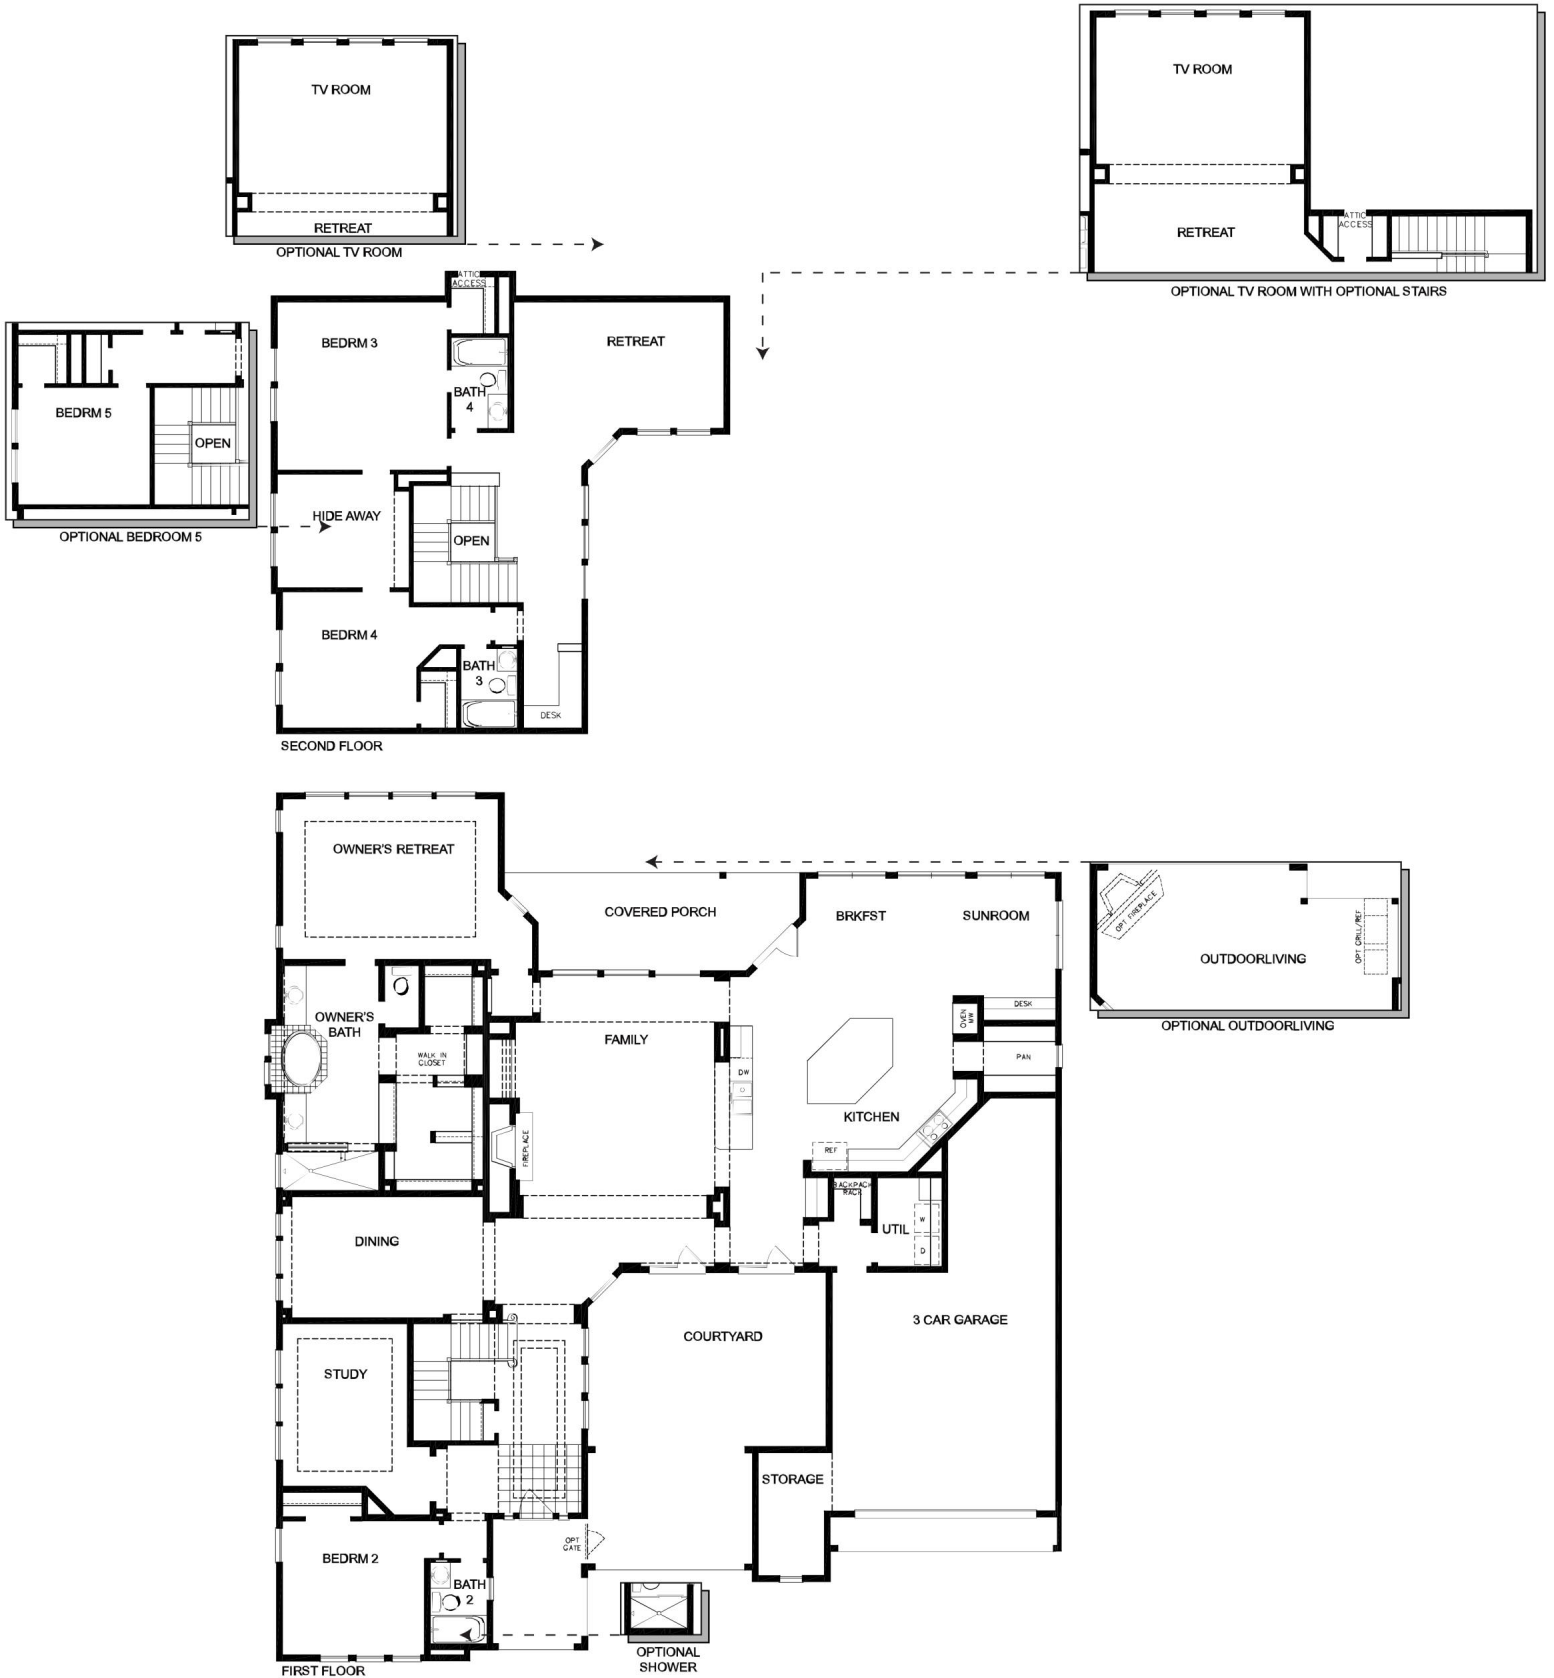 TV ROOM
RETREAT
OPTIONAL TV ROOM
TV ROOM
RETREAT
ATTIC
ACCESS
OPTIONAL TV ROOM WITH OPTIONAL STAIRS
BEDRM 5
OPEN
OPTIONAL BEDROOM 5
ATTIC
ACCESS
BEDRM 3
RETREAT
BATH
4
HIDE AWAY
OPEN
BEDRM 4
BATH
3
DESK
SECOND FLOOR
OWNER'S RETREAT
COVERED PORCH
BRKFST
SUNROOM
OPT FIREPLACE
OPT GRILL/REF
OUTDOORLIVING
OPTIONAL OUTDOORLIVING
OWNER'S
BATH
WALK IN
CLOSET
FAMILY
DESK
OVEN
MW
PAN
DW
KITCHEN
FIREPLACE
REF
BACKPACK
RACK
UTIL
W
D
DINING
COURTYARD
3 CAR GARAGE
STUDY
STORAGE
OPT
GATE
BEDRM 2
BATH
2
OPTIONAL
SHOWER
FIRST FLOOR